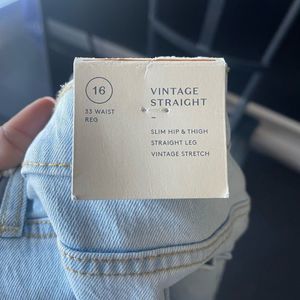 16
33 WAIST
REG
VINTAGE
STRAIGHT
SLIM HIP & THIGH
STRAIGHT LEG
VINTAGE STRETCH